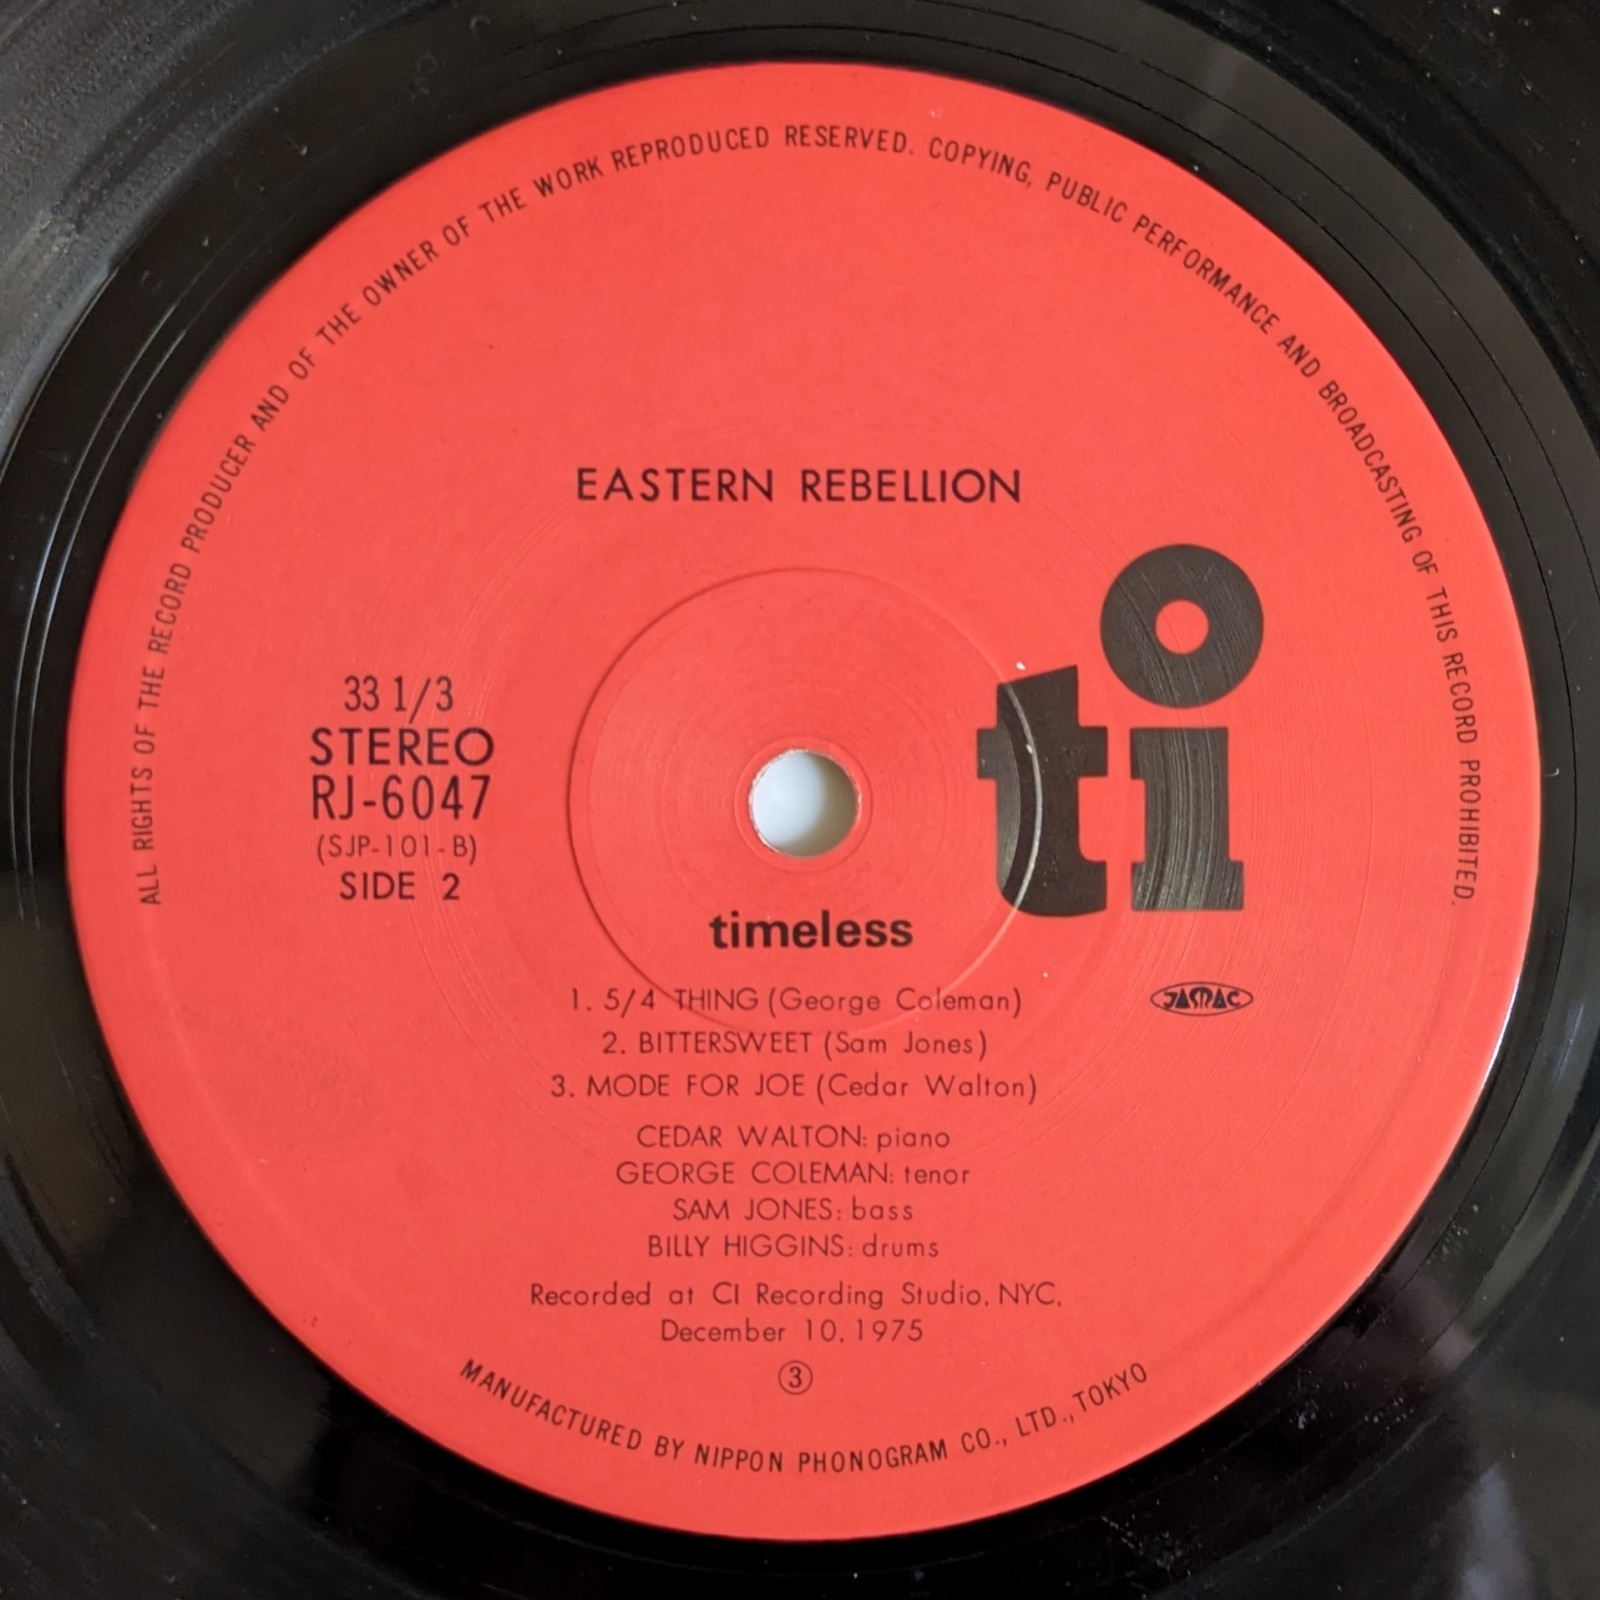 ALL RIGHTS OF THE RECORD PRODUCER AND OF THE OWNER OF THE WORK REPRODUCED RESERVED. COPYING, PUBLIC PERFORMANCE AND BROADCASTING OF THIS RECORD PROHIBITED.
EASTERN REBELLION
33 1/3
STEREO
RJ-6047
(SJP-101-B)
SIDE 2
ti
timeless
JASRAC
1. 5/4 THING (George Coleman)
2. BITTERSWEET (Sam Jones)
3. MODE FOR JOE (Cedar Walton)
CEDAR WALTON: piano
GEORGE COLEMAN: tenor
SAM JONES: bass
BILLY HIGGINS: drums
Recorded at CI Recording Studio, NYC,
December 10, 1975
③
MANUFACTURED BY NIPPON PHONOGRAM CO., LTD., TOKYO